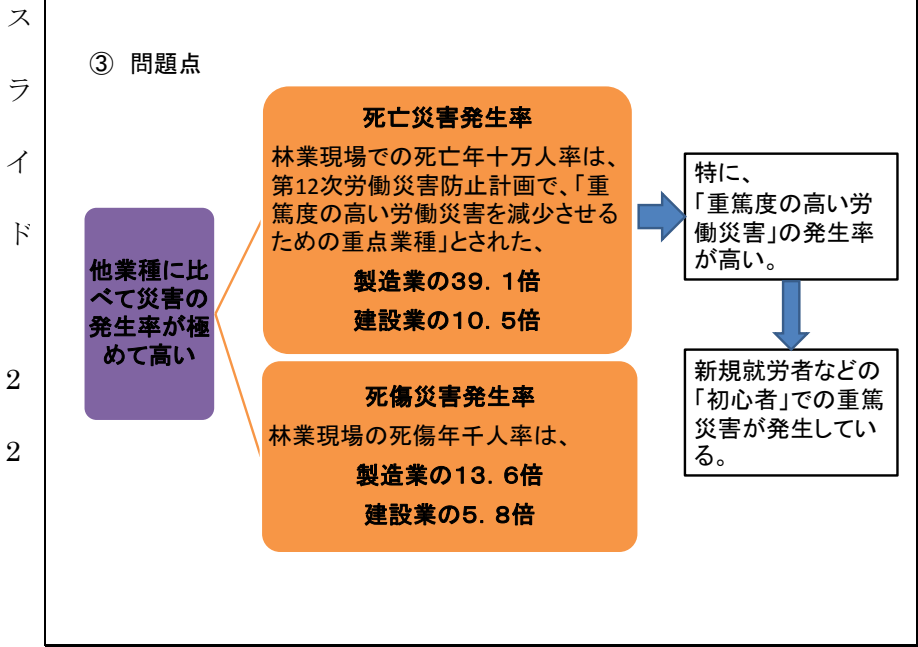 スライド22
③ 問題点
他業種に比
べて災害の
発生率が極
めて高い
死亡災害発生率
林業現場での死亡年十万人率は、
第12次労働災害防止計画で、「重
篤度の高い労働災害を減少させる
ための重点業種」とされた、
製造業の39．1倍
建設業の10．5倍
死傷災害発生率
林業現場の死傷年千人率は、
製造業の13．6倍
建設業の5．8倍
特に、
「重篤度の高い労
働災害」の発生率
が高い。
新規就労者などの
「初心者」での重篤
災害が発生してい
る。